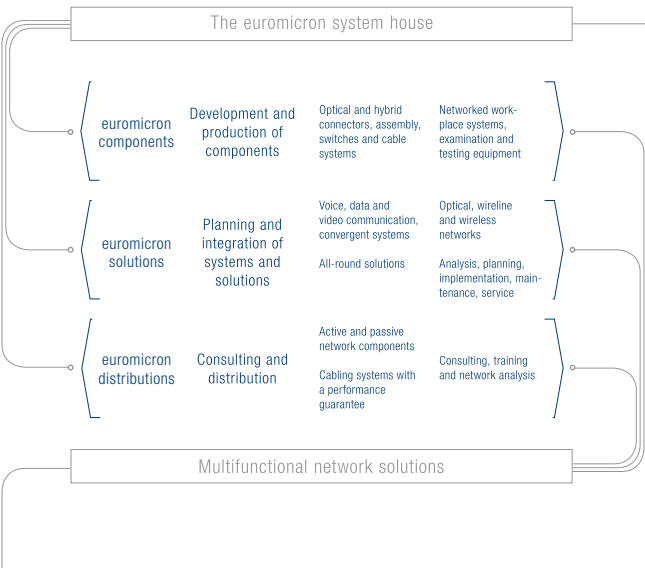 The euromicron system house
euromicron
components
Development and
production of
components
Optical and hybrid
connectors, assembly,
switches and cable
systems
Networked work-
place systems,
examination and
testing equipment
euromicron
solutions
Planning and
integration of
systems and
solutions
Voice, data and
video communication,
convergent systems
All-round solutions
Optical, wireline
and wireless
networks
Analysis, planning,
implementation, main-
tenance, service
euromicron
distributions
Consulting and
distribution
Active and passive
network components
Cabling systems with
a performance
guarantee
Consulting, training
and network analysis
Multifunctional network solutions